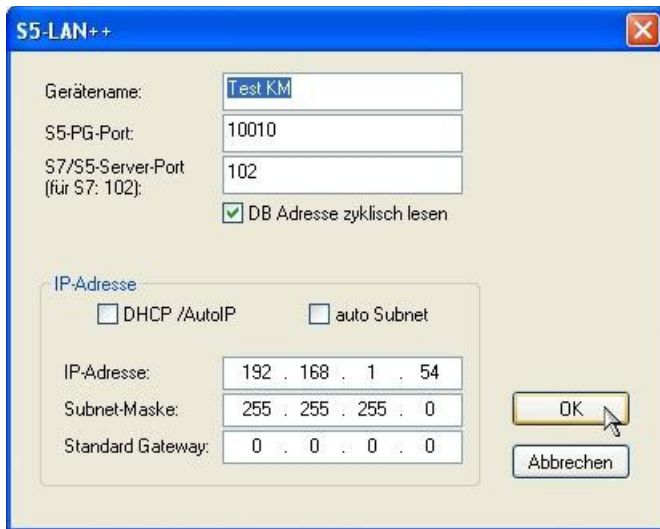 S5-LAN++
Gerätename: Test KM
S5-PG-Port: 10010
S7/S5-Server-Port 102
(für S7: 102):
DB Adresse zyklisch lesen
IP-Adresse
DHCP /AutoIP auto Subnet
IP-Adresse: 192 . 168 . 1 . 54
Subnet-Maske: 255 . 255 . 255 . 0
Standard Gateway: 0 . 0 . 0 . 0
OK
Abbrechen